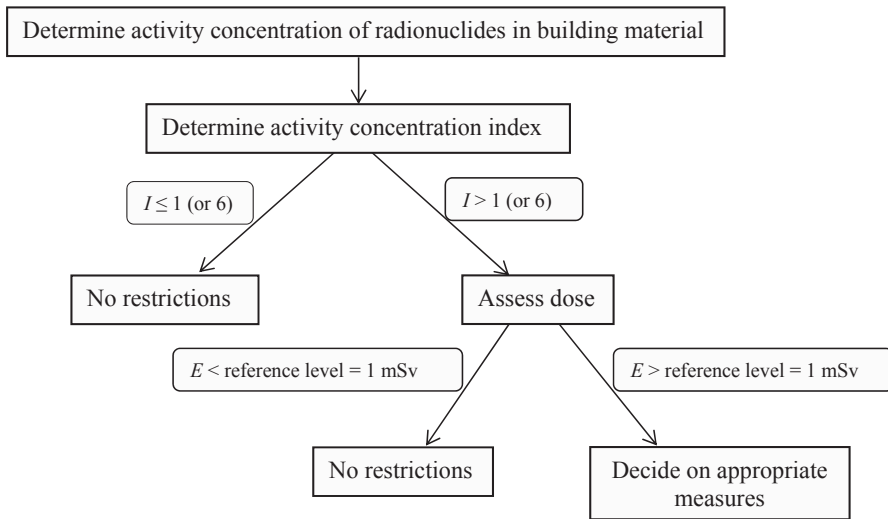 Determine activity concentration of radionuclides in building material
Determine activity concentration index
I ≤ 1 (or 6)
I > 1 (or 6)
No restrictions
Assess dose
E < reference level = 1 mSv
E > reference level = 1 mSv
No restrictions
Decide on appropriate
measures